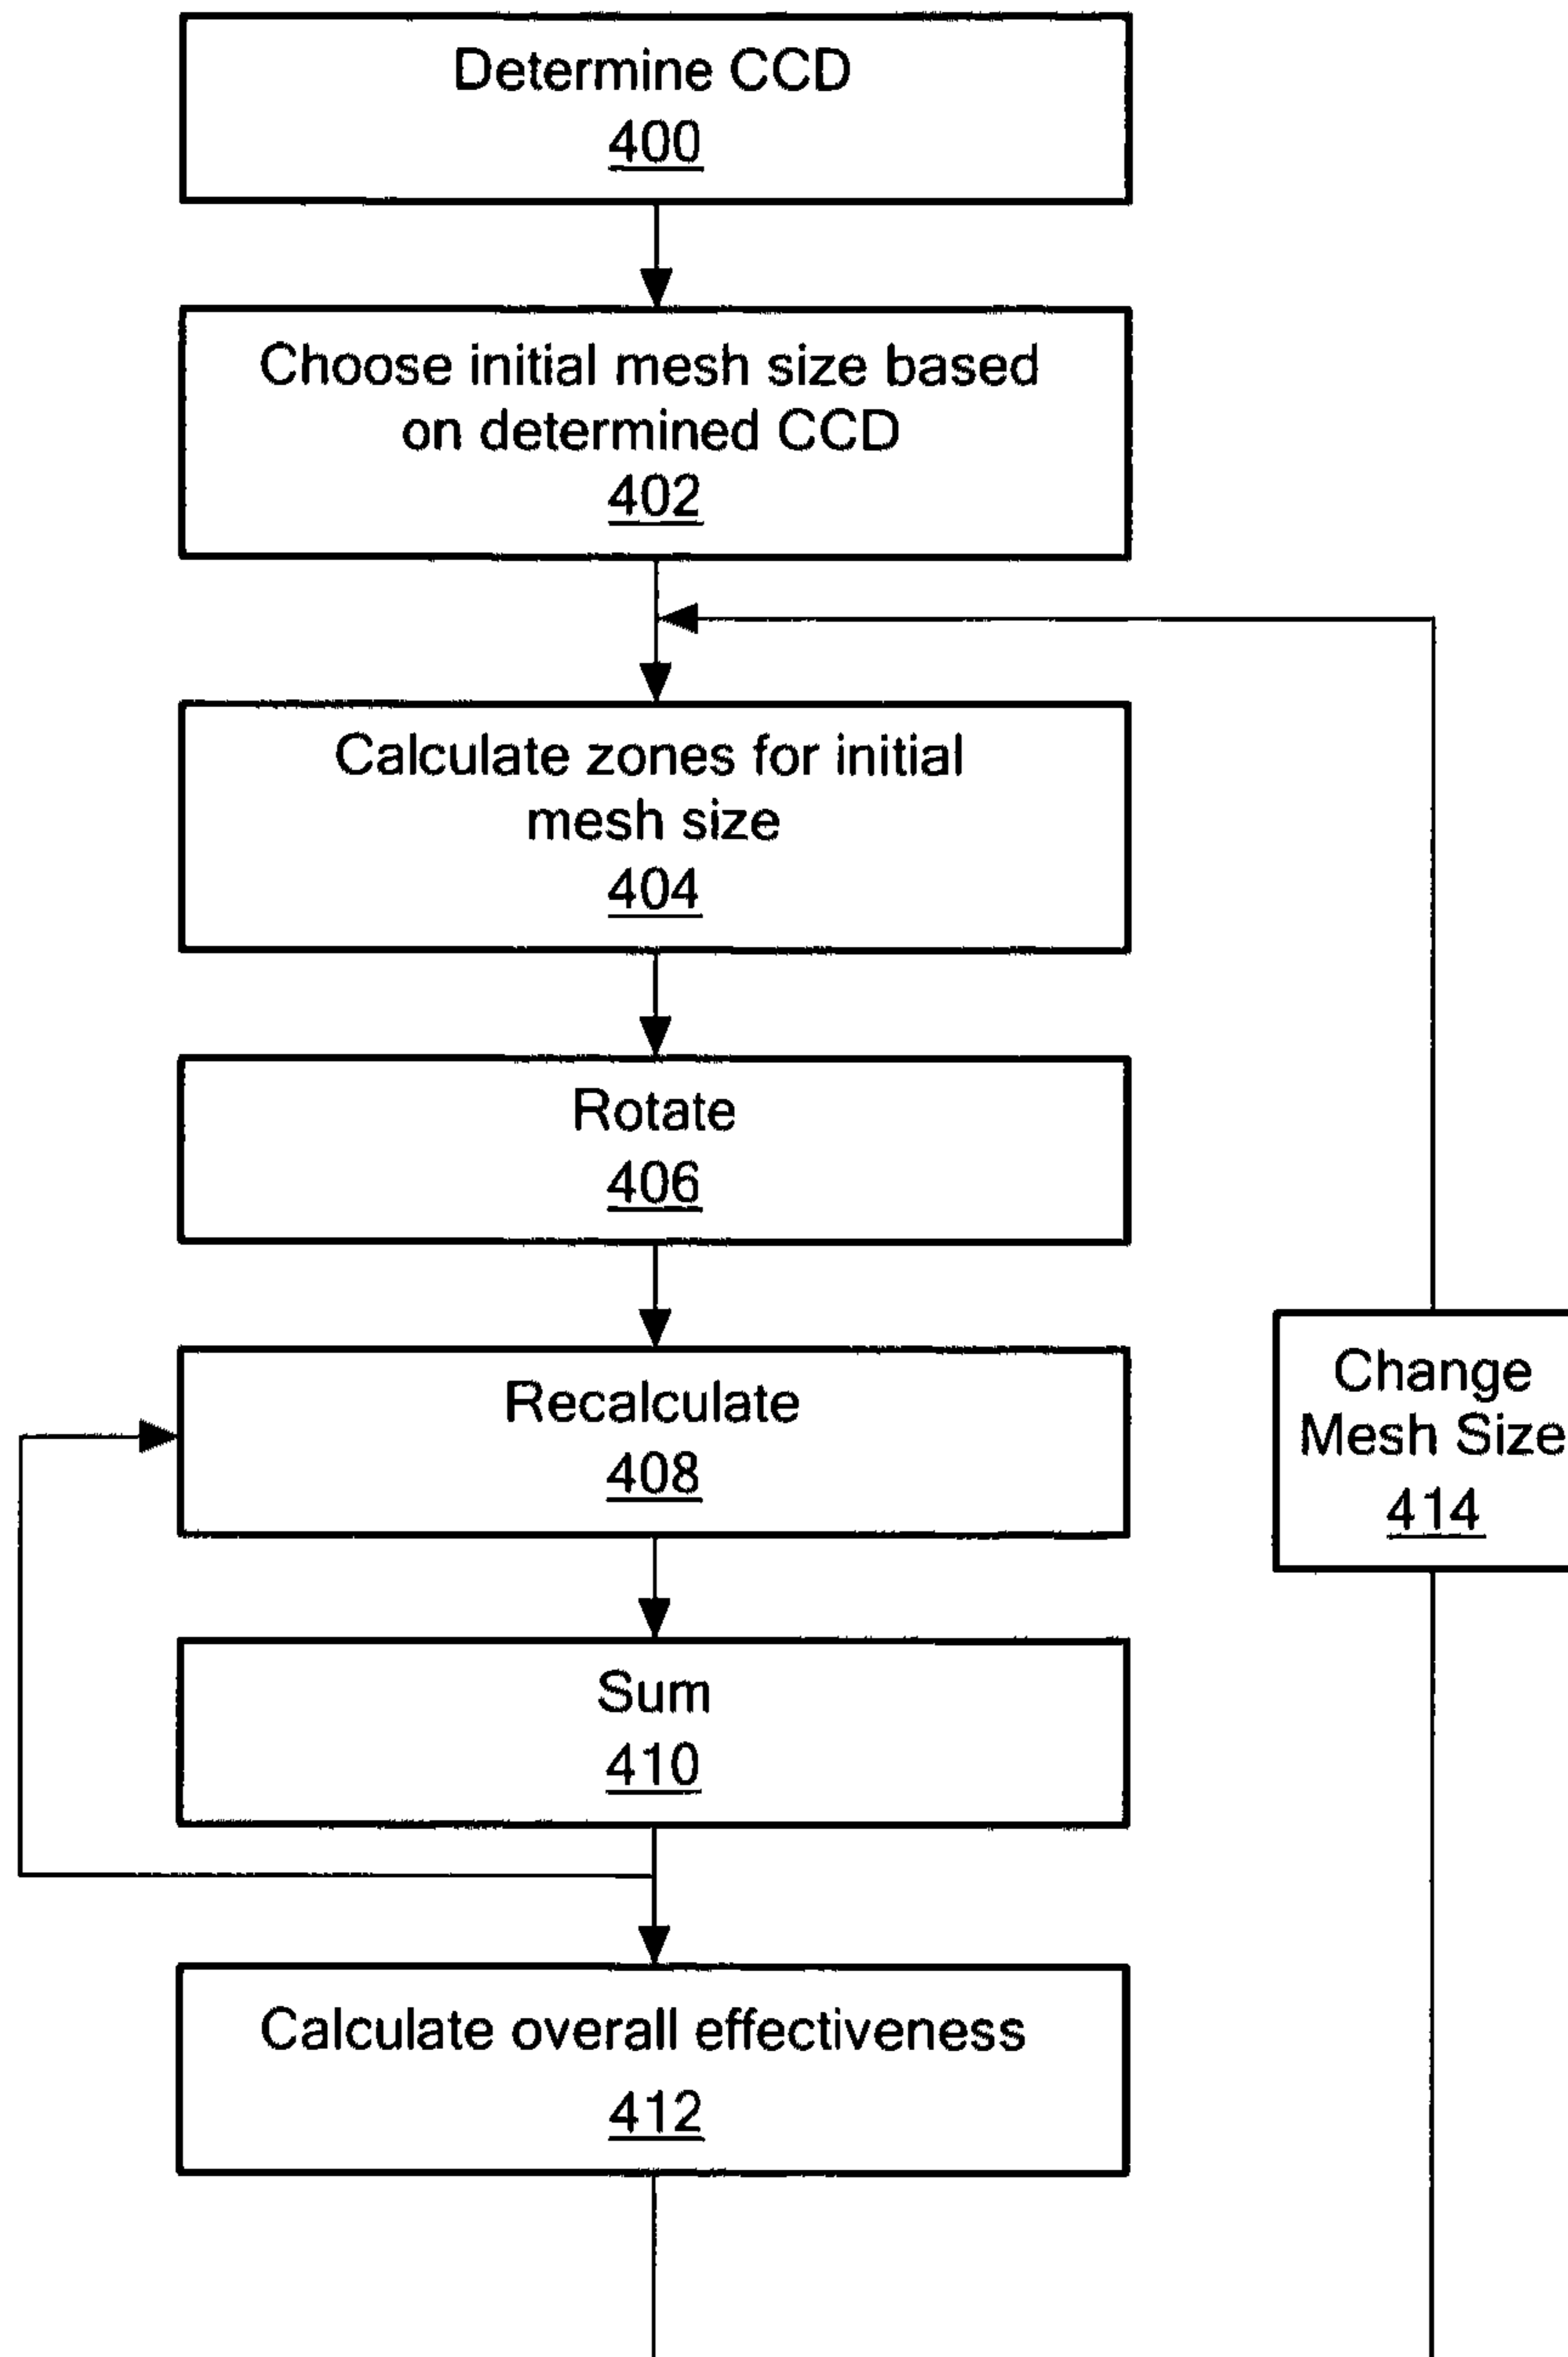 Determine CCD
400
Choose initial mesh size based
on determined CCD
402
Calculate zones for initial
mesh size
404
Rotate
406
Recalculate
408
Change
Mesh Size
414
Sum
410
Calculate overall effectiveness
412